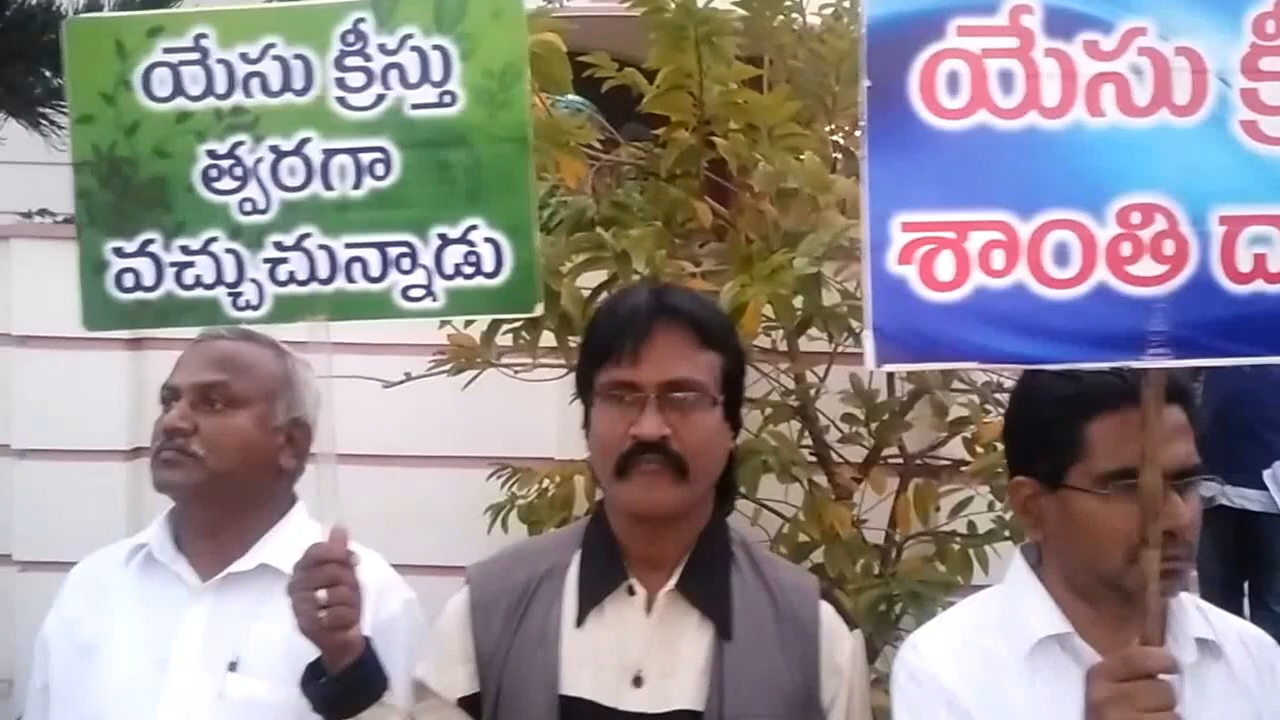 యేసు క్రీస్తు
త్వరగా
వచ్చుచున్నాడు
యేసు
శాంతి